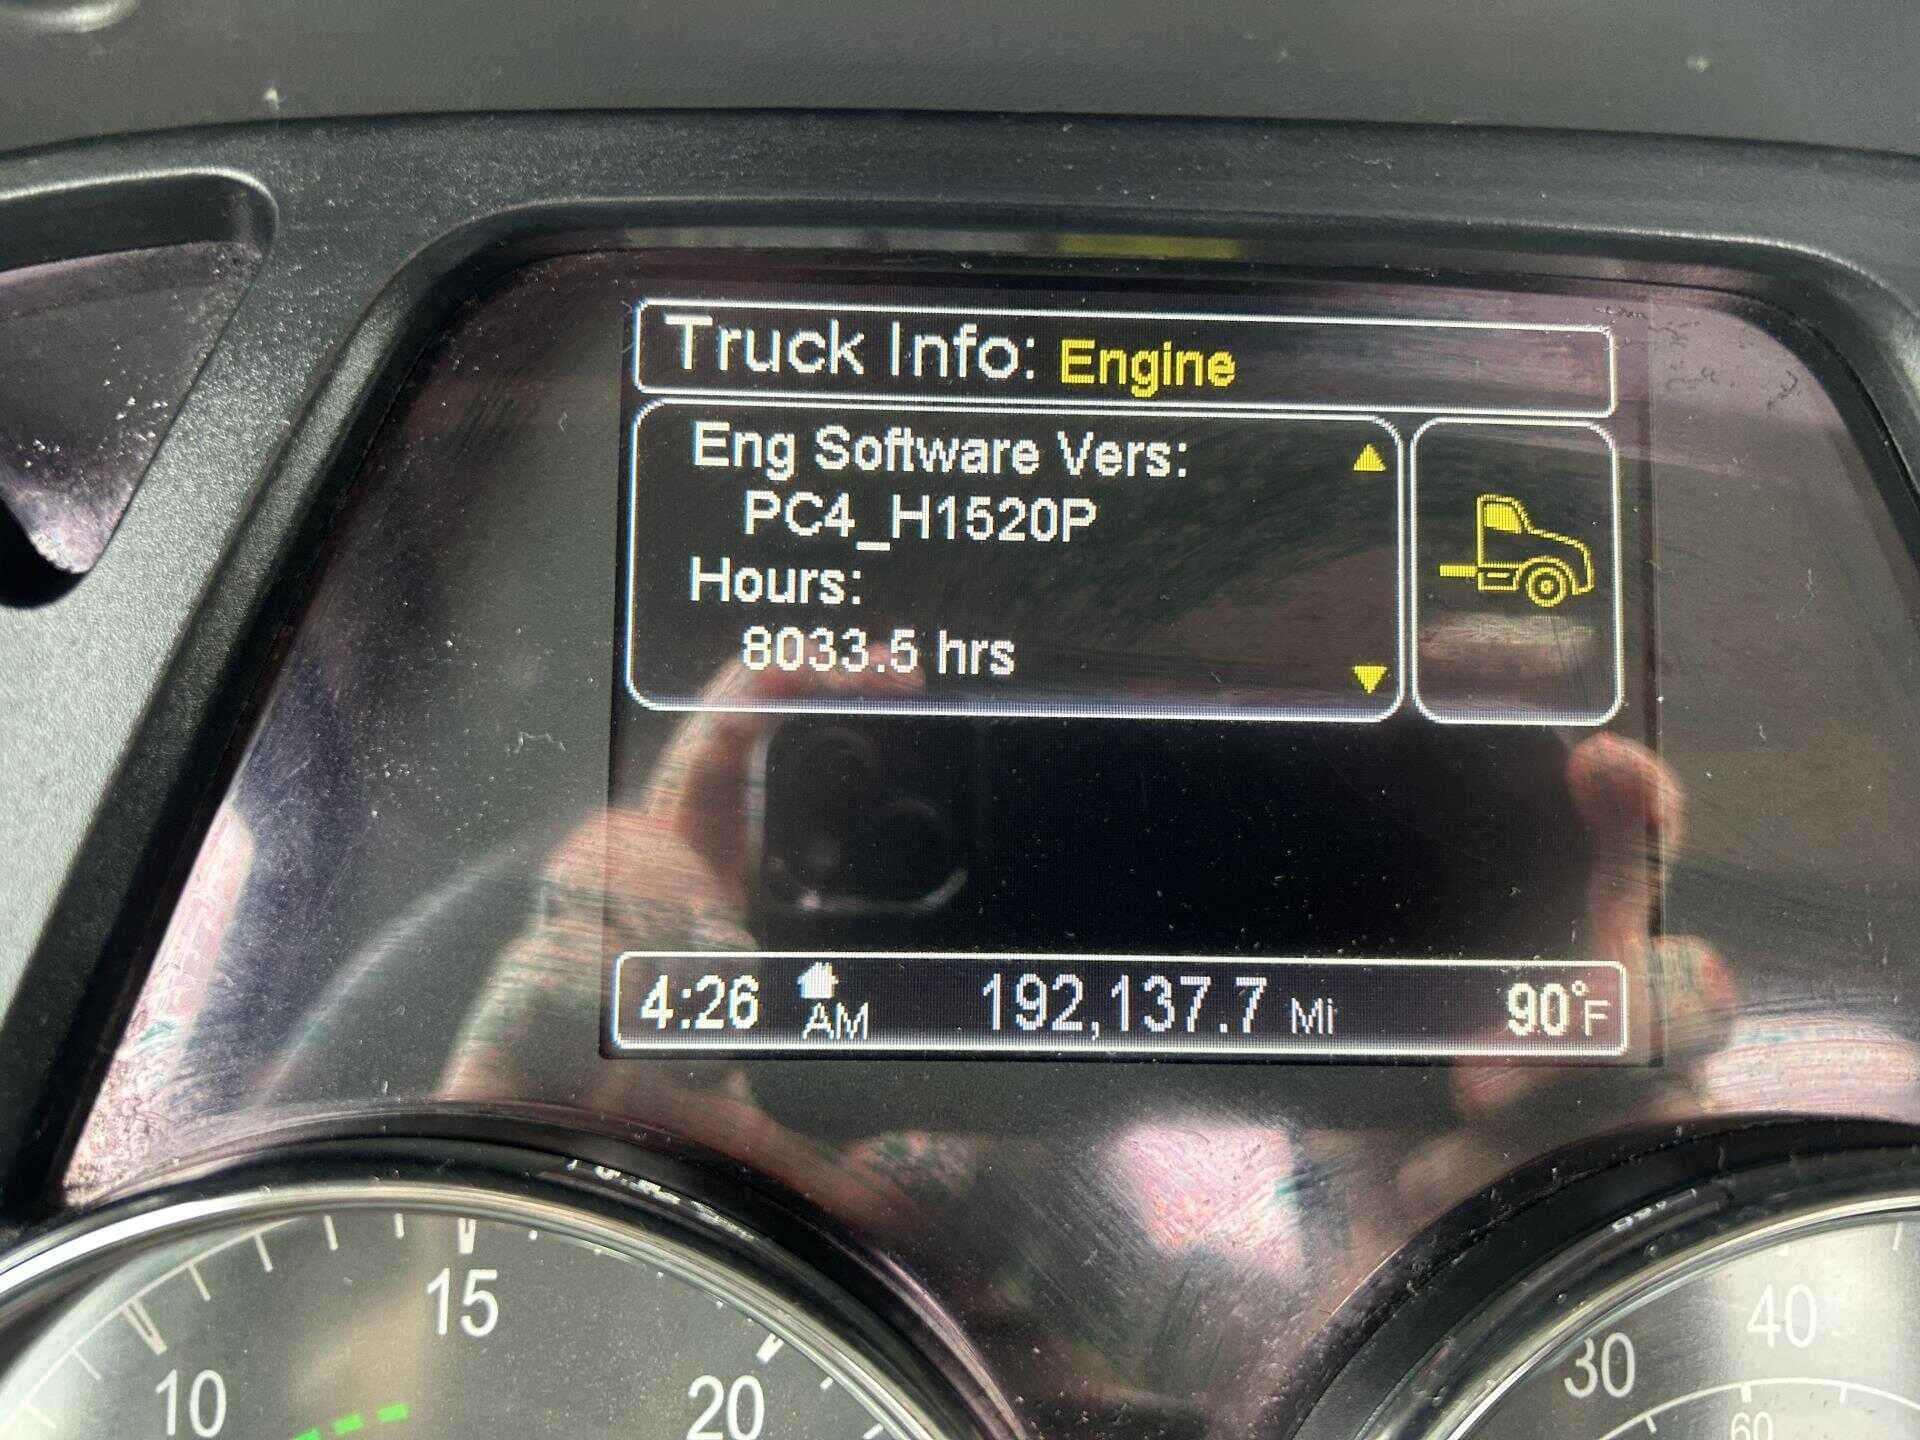 Truck Info: Engine
Eng Software Vers:
PC4_H1520P
Hours:
8033.5 hrs
4:26 AM 192,137.7 Mi 90°F
15
10
20
40
30
60